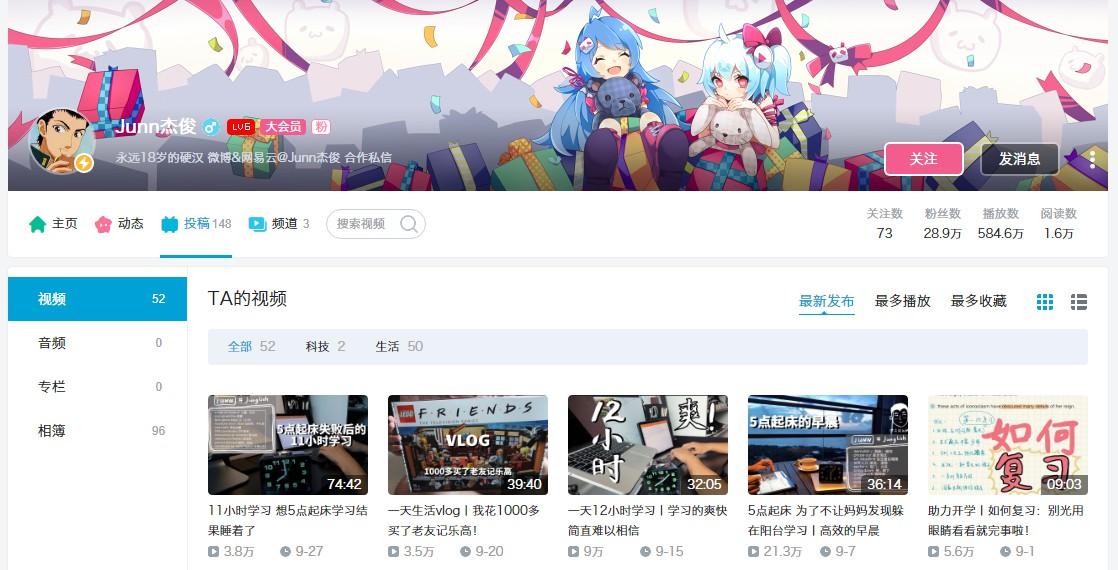 Junn杰俊 LV6 大会员 粉
永远18岁的硬汉 微博&网易云@Junn杰俊 合作私信
关注 发消息
主页 动态 投稿 148 频道 3 搜索视频
关注数 粉丝数 播放数 阅读数
73 28.9万 584.6万 1.6万
视频 52
音频 0
专栏 0
相簿 96
TA的视频
最新发布 最多播放 最多收藏
全部 52 科技 2 生活 50
5点起床失败后的
11小时学习
74:42
11小时学习 想5点起床学习结
果睡着了
3.8万 9-27
LEGO FRIENDS
THE TELEVISION SERIES
VLOG
1000多买了老友记乐高
39:40
一天生活vlog丨我花1000多
买了老友记乐高！
3.5万 9-20
12小时
爽!
32:05
一天12小时学习丨学习的爽快
简直难以相信
9万 9-15
5点起床的早晨
36:14
5点起床 为了不让妈妈发现躲
在阳台学习丨高效的早晨
21.3万 9-7
These acts of iconoclasm have obscured many details of her reign.
如何
复习
09:03
助力开学丨如何复习：别光用
眼睛看看就完事啦！
5.6万 9-1